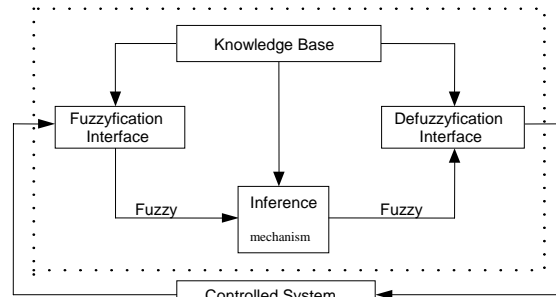 Knowledge Base
Fuzzyfication
Interface
Defuzzyfication
Interface
Fuzzy
Inference
mechanism
Fuzzy
Controlled System